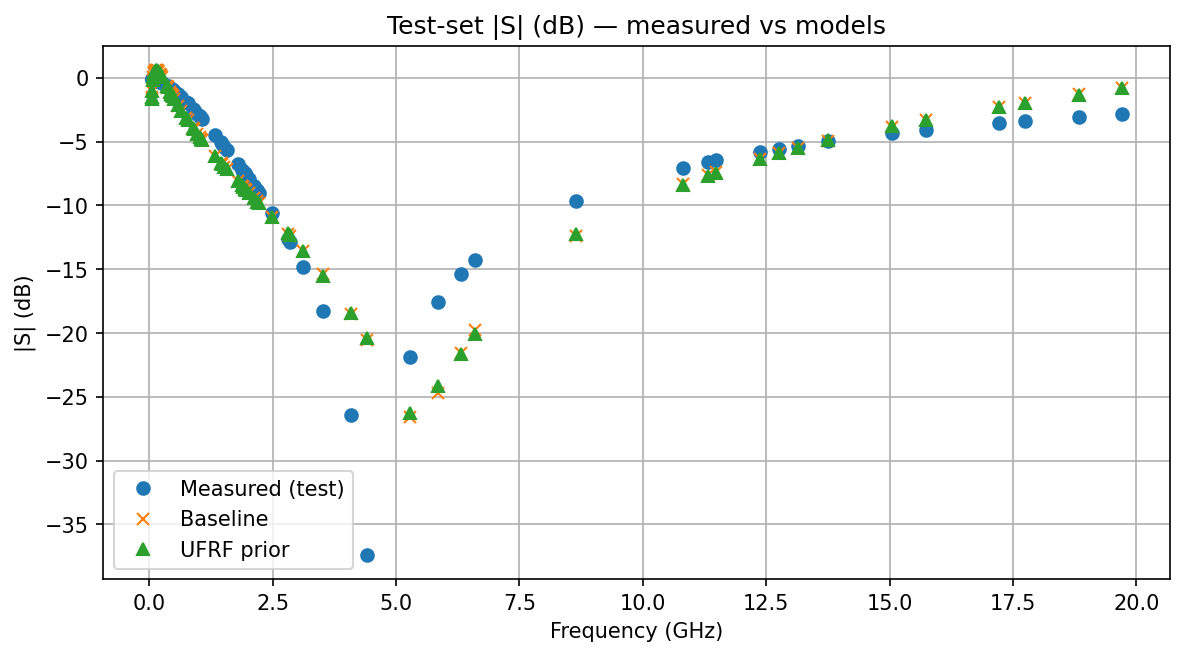 Test-set |S| (dB) — measured vs models
|S| (dB)
0
−5
−10
−15
−20
−25
−30
−35
Measured (test)
Baseline
UFRF prior
0.0 2.5 5.0 7.5 10.0 12.5 15.0 17.5 20.0
Frequency (GHz)